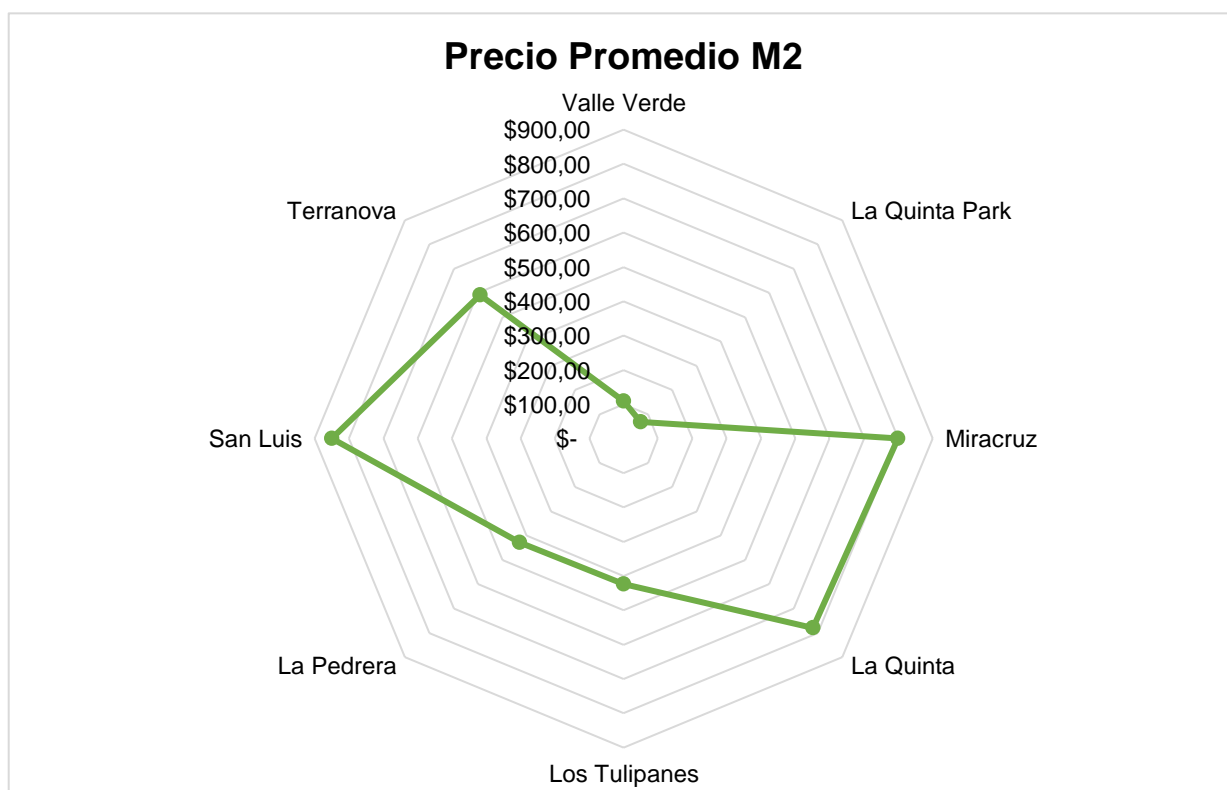 Precio Promedio M2
Valle Verde
$900,00
$800,00
$700,00
$600,00
$500,00
$400,00
$300,00
$200,00
$100,00
$-
La Quinta Park
Miracruz
La Quinta
Los Tulipanes
La Pedrera
San Luis
Terranova